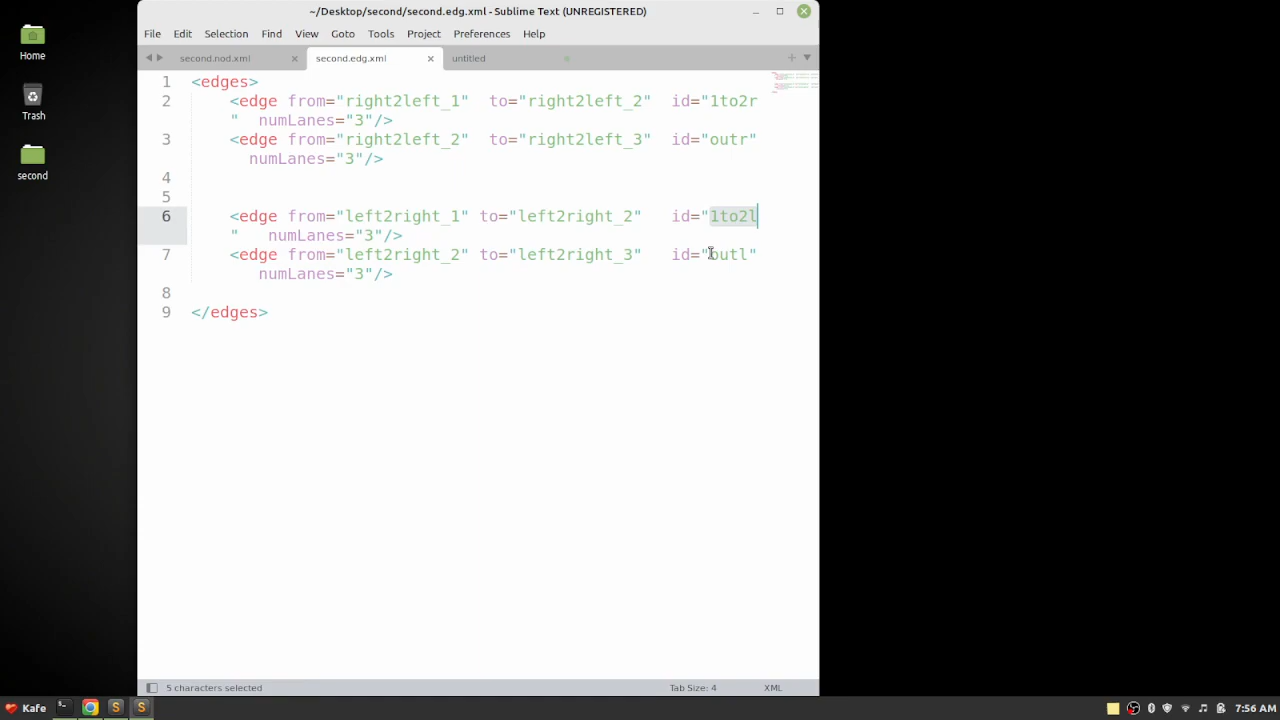 ~/Desktop/second/second.edg.xml - Sublime Text (UNREGISTERED)
File Edit Selection Find View Goto Tools Project Preferences Help
second.nod.xml second.edg.xml untitled
Home
Trash
second
1 <edges>
2 <edge from="right2left_1" to="right2left_2" id="1to2r
" numLanes="3"/>
3 <edge from="right2left_2" to="right2left_3" id="outr"
numLanes="3"/>
4
5
6 <edge from="left2right_1" to="left2right_2" id="1to2l
" numLanes="3"/>
7 <edge from="left2right_2" to="left2right_3" id="outl"
numLanes="3"/>
8
9 </edges>
5 characters selected Tab Size: 4 XML
Kafe 7:56 AM